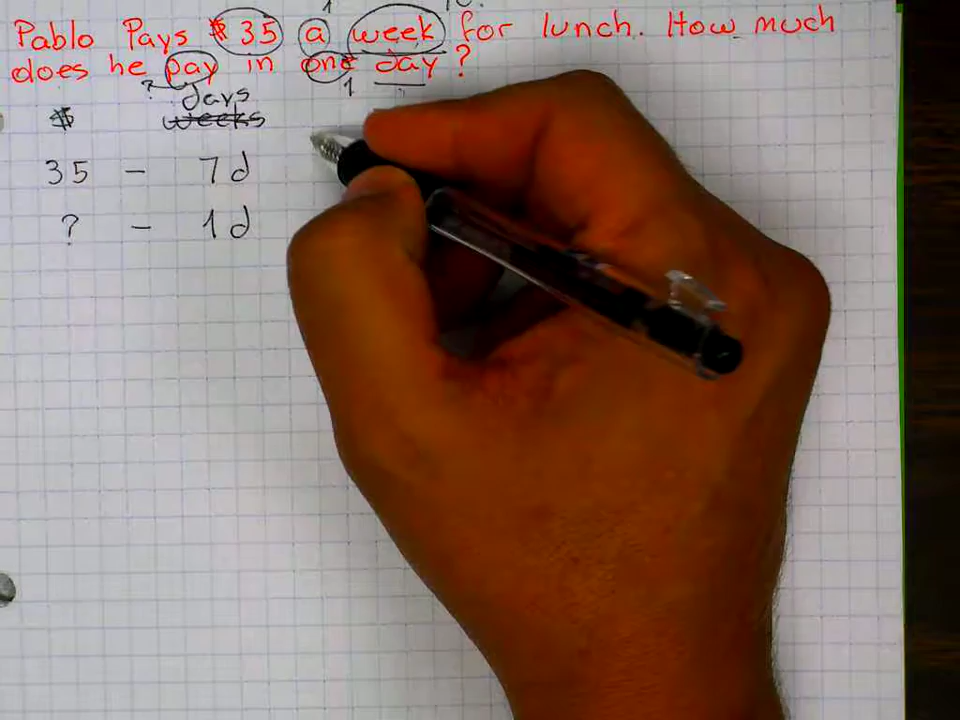 Pablo Pays $ 35 a week for lunch. How much
does he pay in one day ?
? days 1
$ weeks
35 - 7d
? - 1d